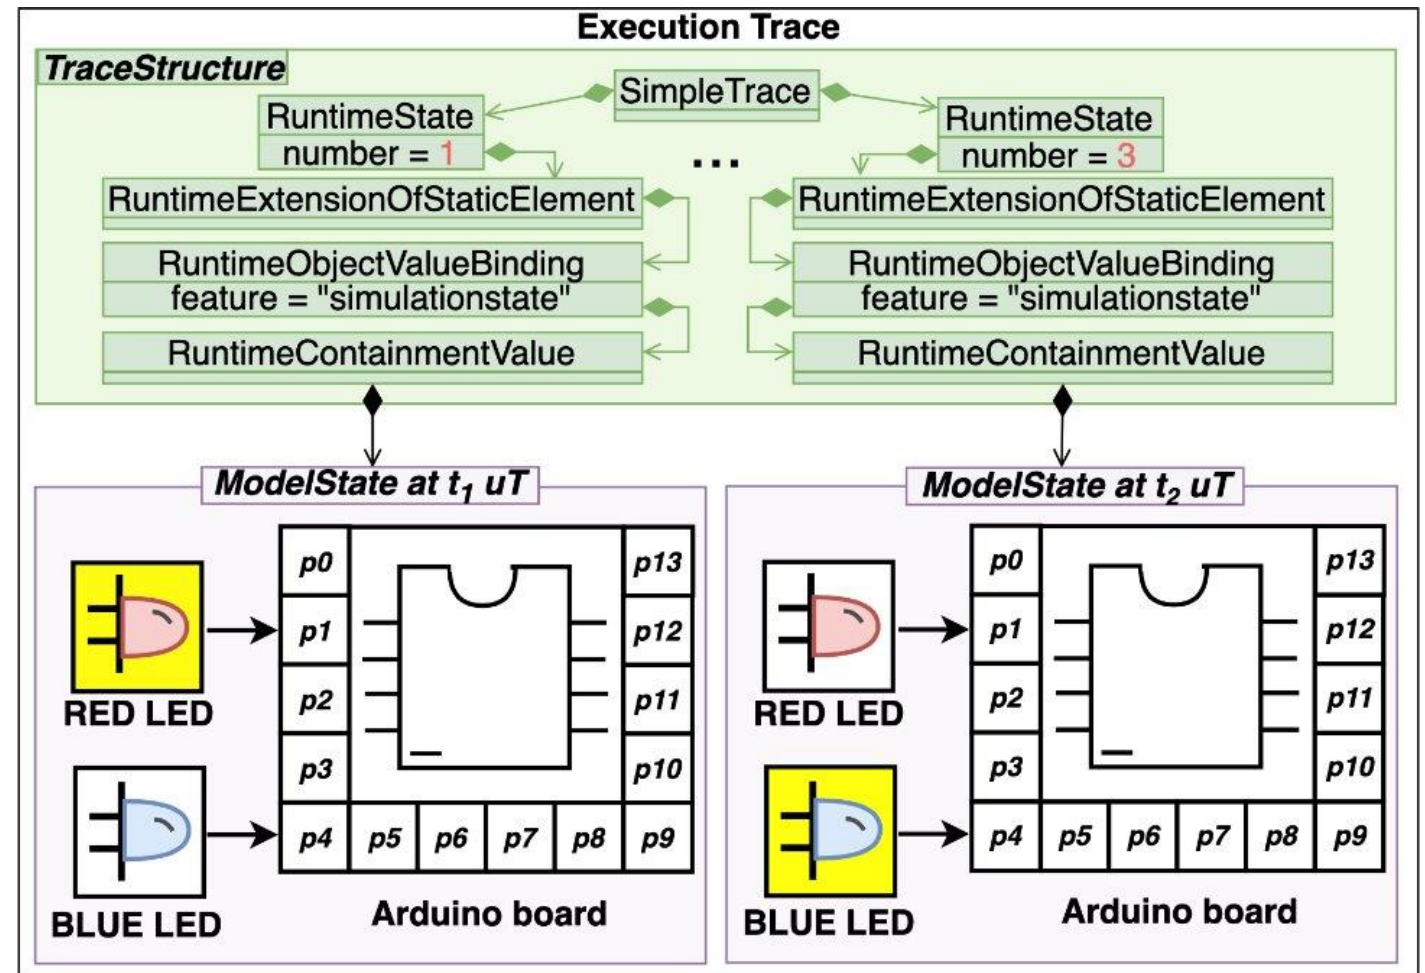 Execution Trace
TraceStructure
SimpleTrace
RuntimeState
number = 1
RuntimeExtensionOfStaticElement
RuntimeObjectValueBinding
feature = "simulationstate"
RuntimeContainmentValue
...
RuntimeState
number = 3
RuntimeExtensionOfStaticElement
RuntimeObjectValueBinding
feature = "simulationstate"
RuntimeContainmentValue
ModelState at t1 uT
RED LED
BLUE LED
p0
p1
p2
p3
p4
p5
p6
p7
p8
p9
p10
p11
p12
p13
Arduino board
ModelState at t2 uT
RED LED
BLUE LED
p0
p1
p2
p3
p4
p5
p6
p7
p8
p9
p10
p11
p12
p13
Arduino board